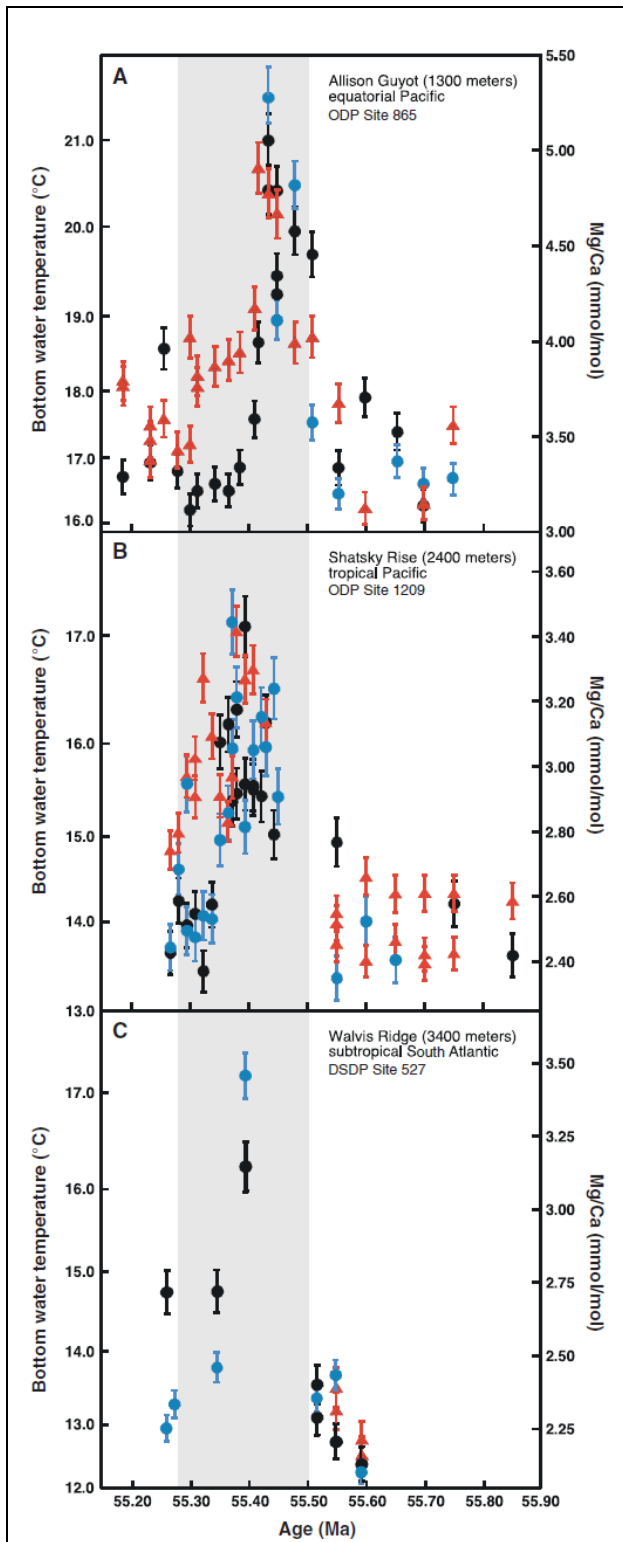 A
Allison Guyot (1300 meters)
equatorial Pacific
ODP Site 865
Bottom water temperature (°C)
21.0
20.0
19.0
18.0
17.0
16.0
5.50
5.00
4.50
4.00
3.50
3.00
Mg/Ca (mmol/mol)
B
Shatsky Rise (2400 meters)
tropical Pacific
ODP Site 1209
Bottom water temperature (°C)
17.0
16.0
15.0
14.0
13.0
3.60
3.40
3.20
3.00
2.80
2.60
2.40
Mg/Ca (mmol/mol)
C
Walvis Ridge (3400 meters)
subtropical South Atlantic
DSDP Site 527
Bottom water temperature (°C)
17.0
16.0
15.0
14.0
13.0
12.0
3.50
3.25
3.00
2.75
2.50
2.25
Mg/Ca (mmol/mol)
55.20 55.30 55.40 55.50 55.60 55.70 55.80 55.90
Age (Ma)